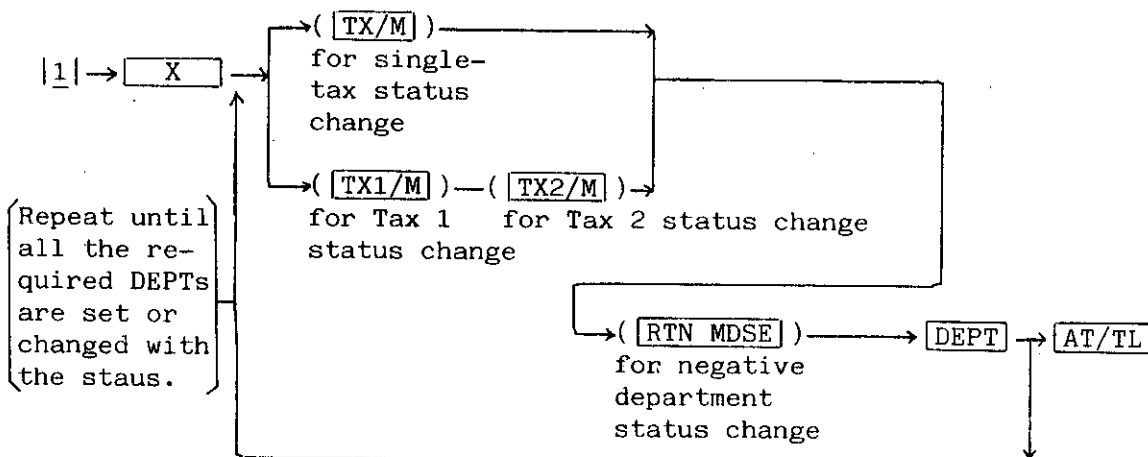 ( TX/M )
for single-
tax status
change
|1| X
( TX1/M ) — ( TX2/M )
for Tax 1 for Tax 2 status change
status change
Repeat until
all the re-
quired DEPTs
are set or
changed with
the staus.
( RTN MDSE ) DEPT AT/TL
for negative
department
status change